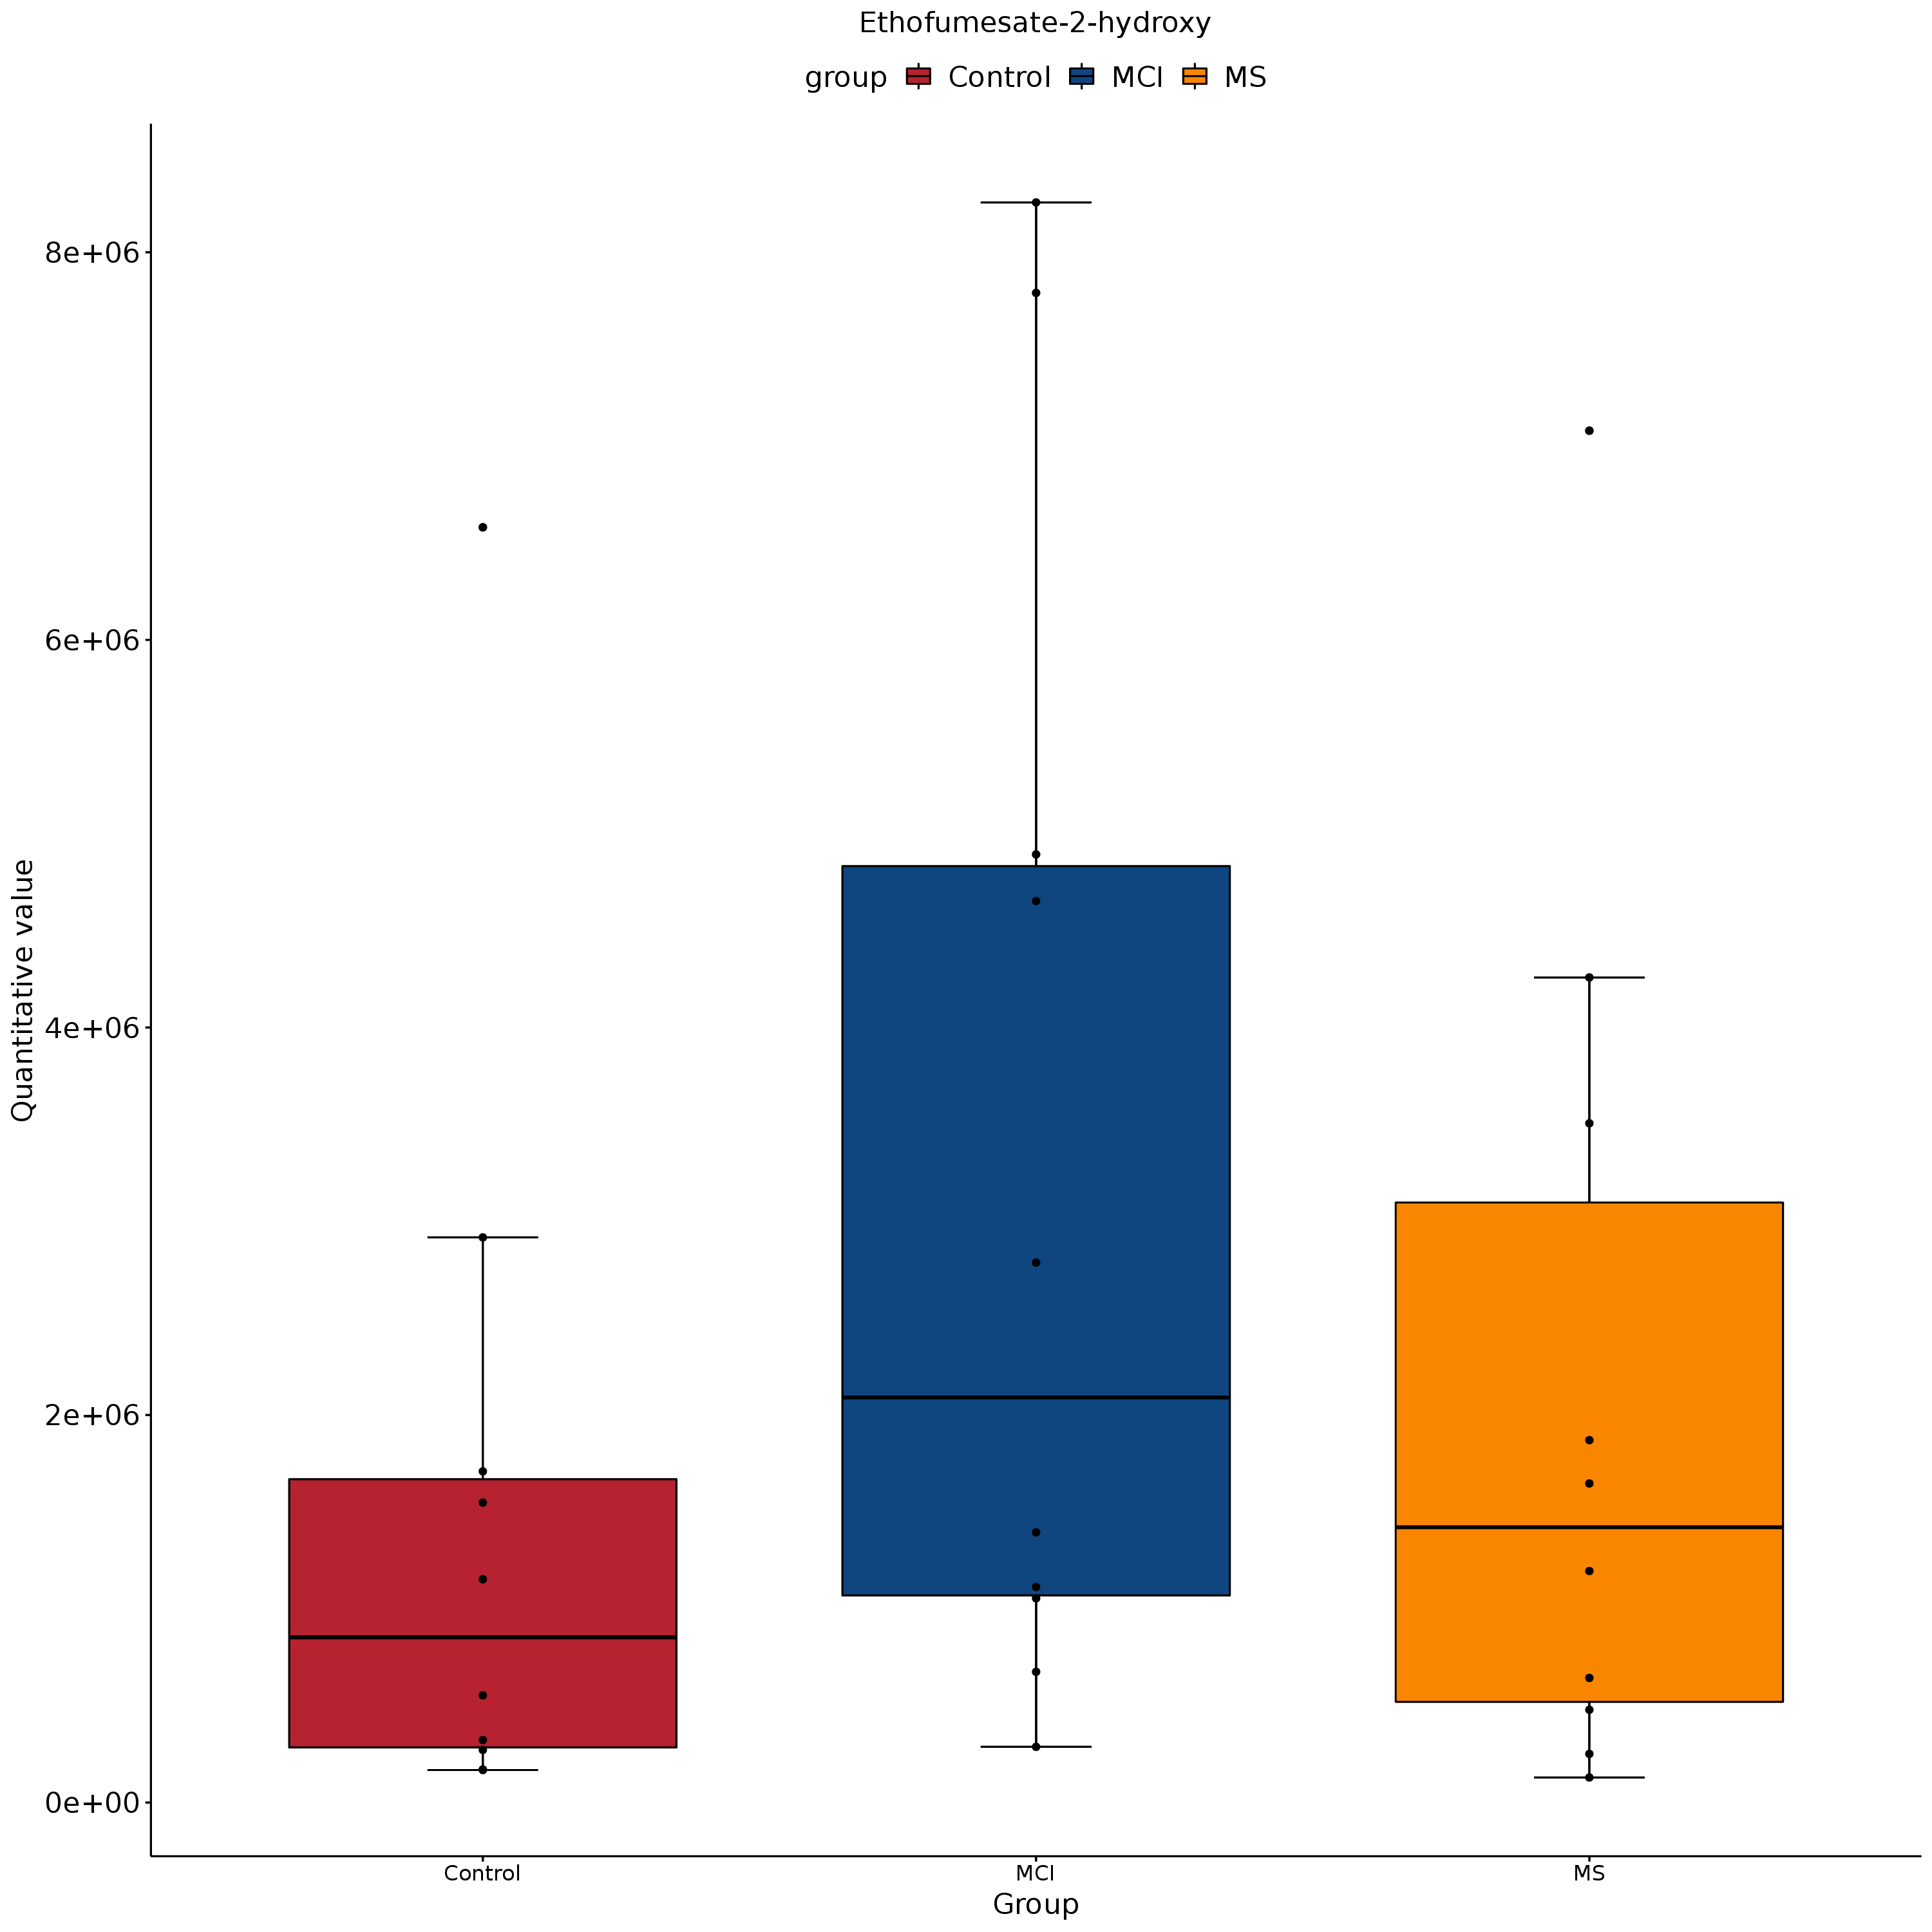 Ethofumesate-2-hydroxy
group Control MCI MS
8e+06
6e+06
4e+06
2e+06
0e+00
Quantitative value
Control MCI MS
Group